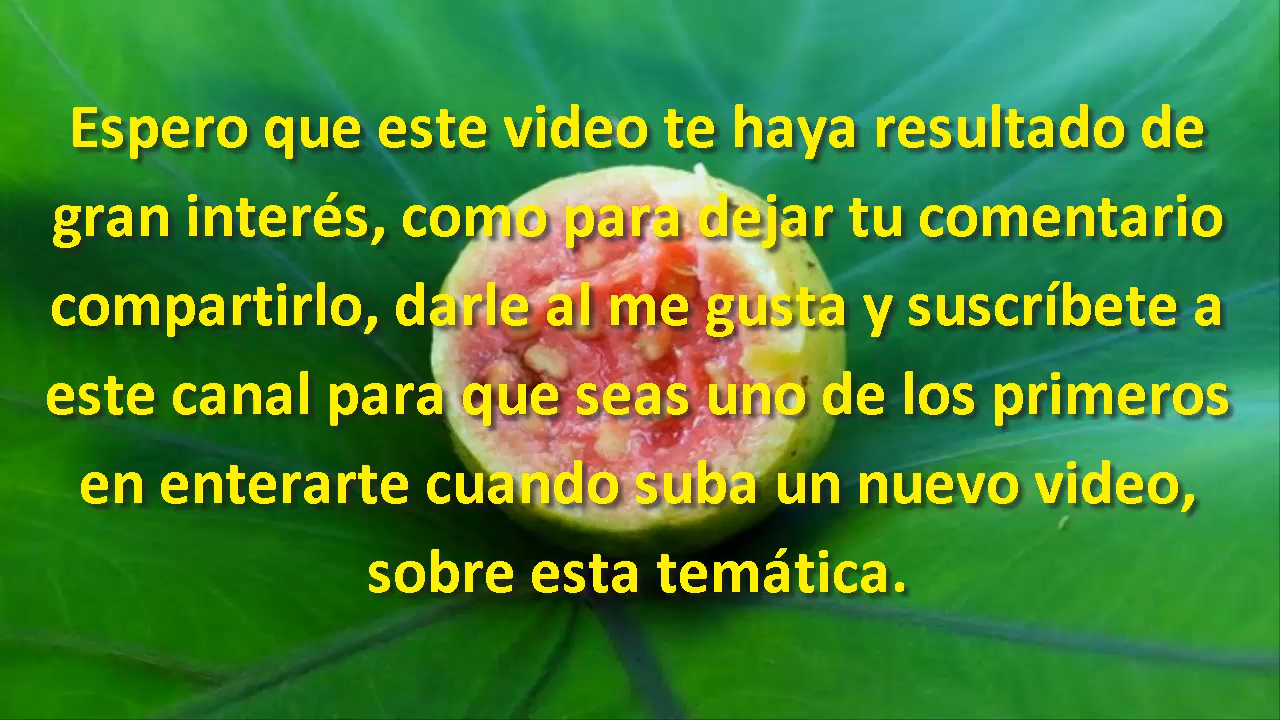 Espero que este video te haya resultado de
gran interés, como para dejar tu comentario
compartirlo, darle al me gusta y suscríbete a
este canal para que seas uno de los primeros
en enterarte cuando suba un nuevo video,
sobre esta temática.